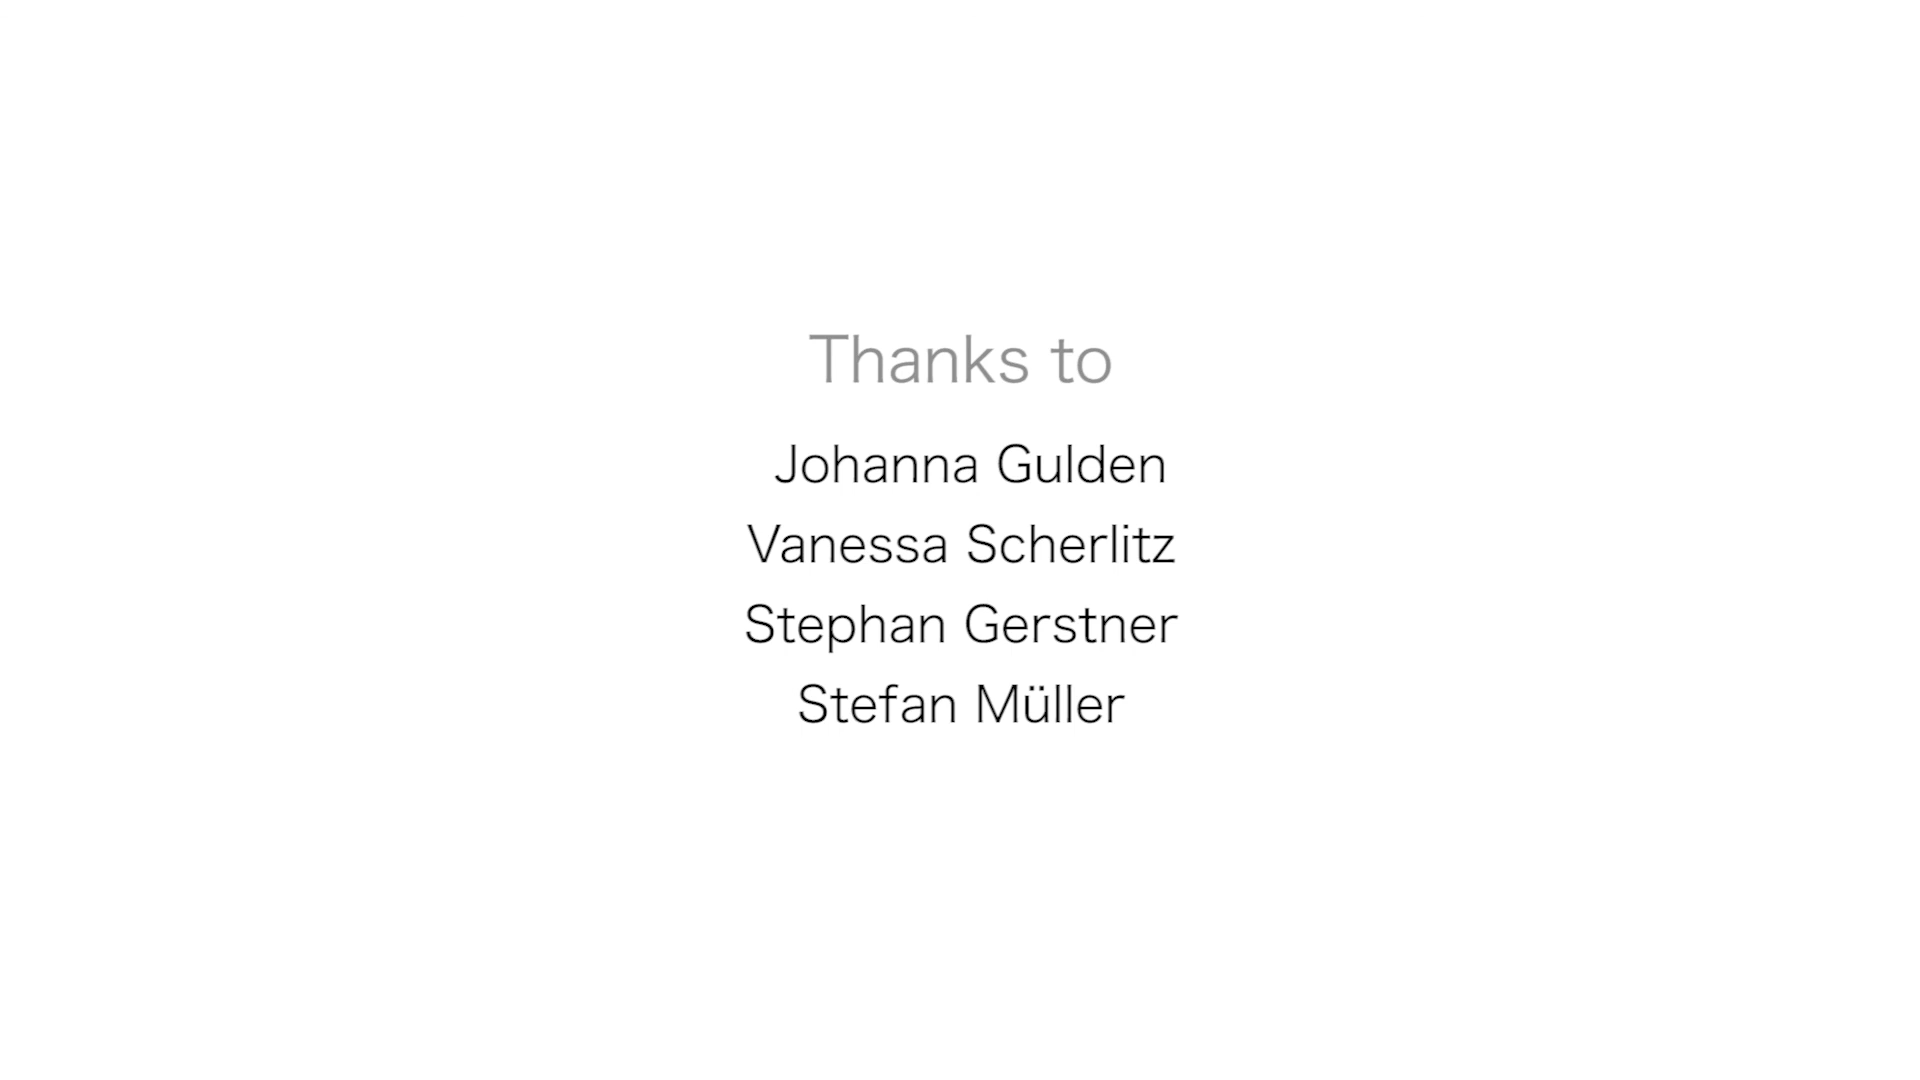 Thanks to
Johanna Gulden
Vanessa Scherlitz
Stephan Gerstner
Stefan Müller